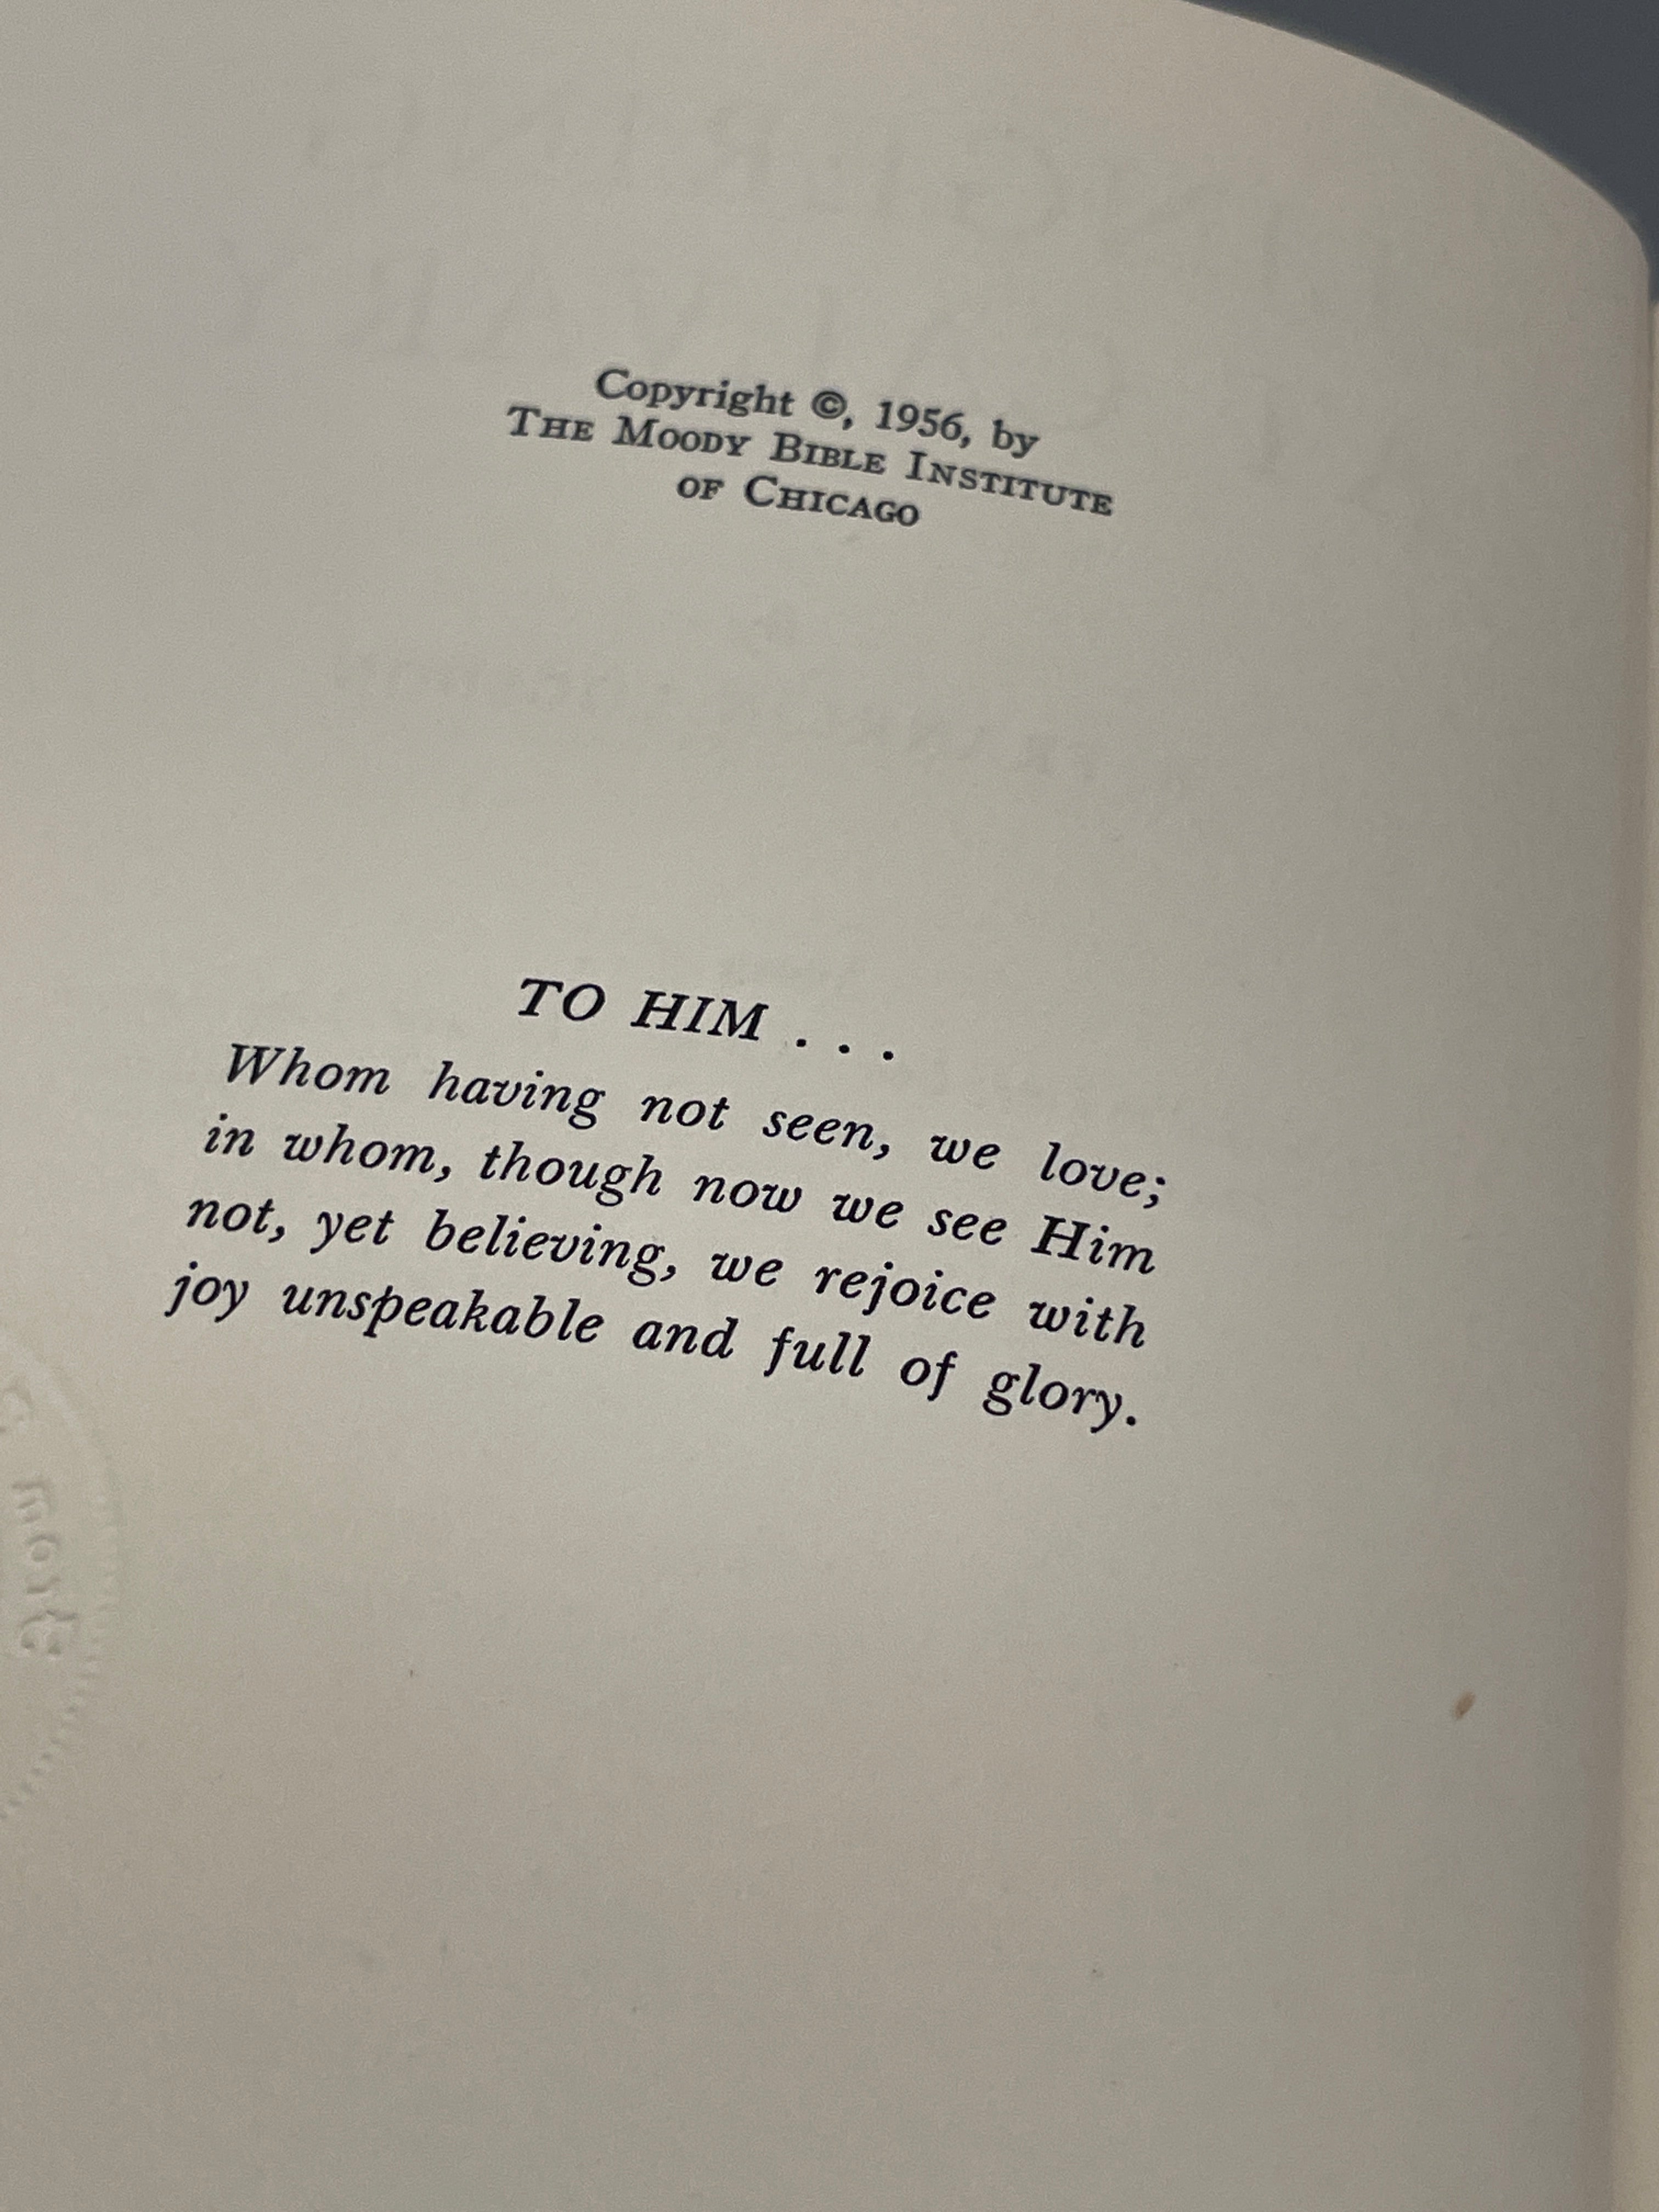 Copyright ©, 1956, by
THE MOODY BIBLE INSTITUTE
OF CHICAGO
TO HIM . . .
Whom having not seen, we love;
in whom, though now we see Him
not, yet believing, we rejoice with
joy unspeakable and full of glory.